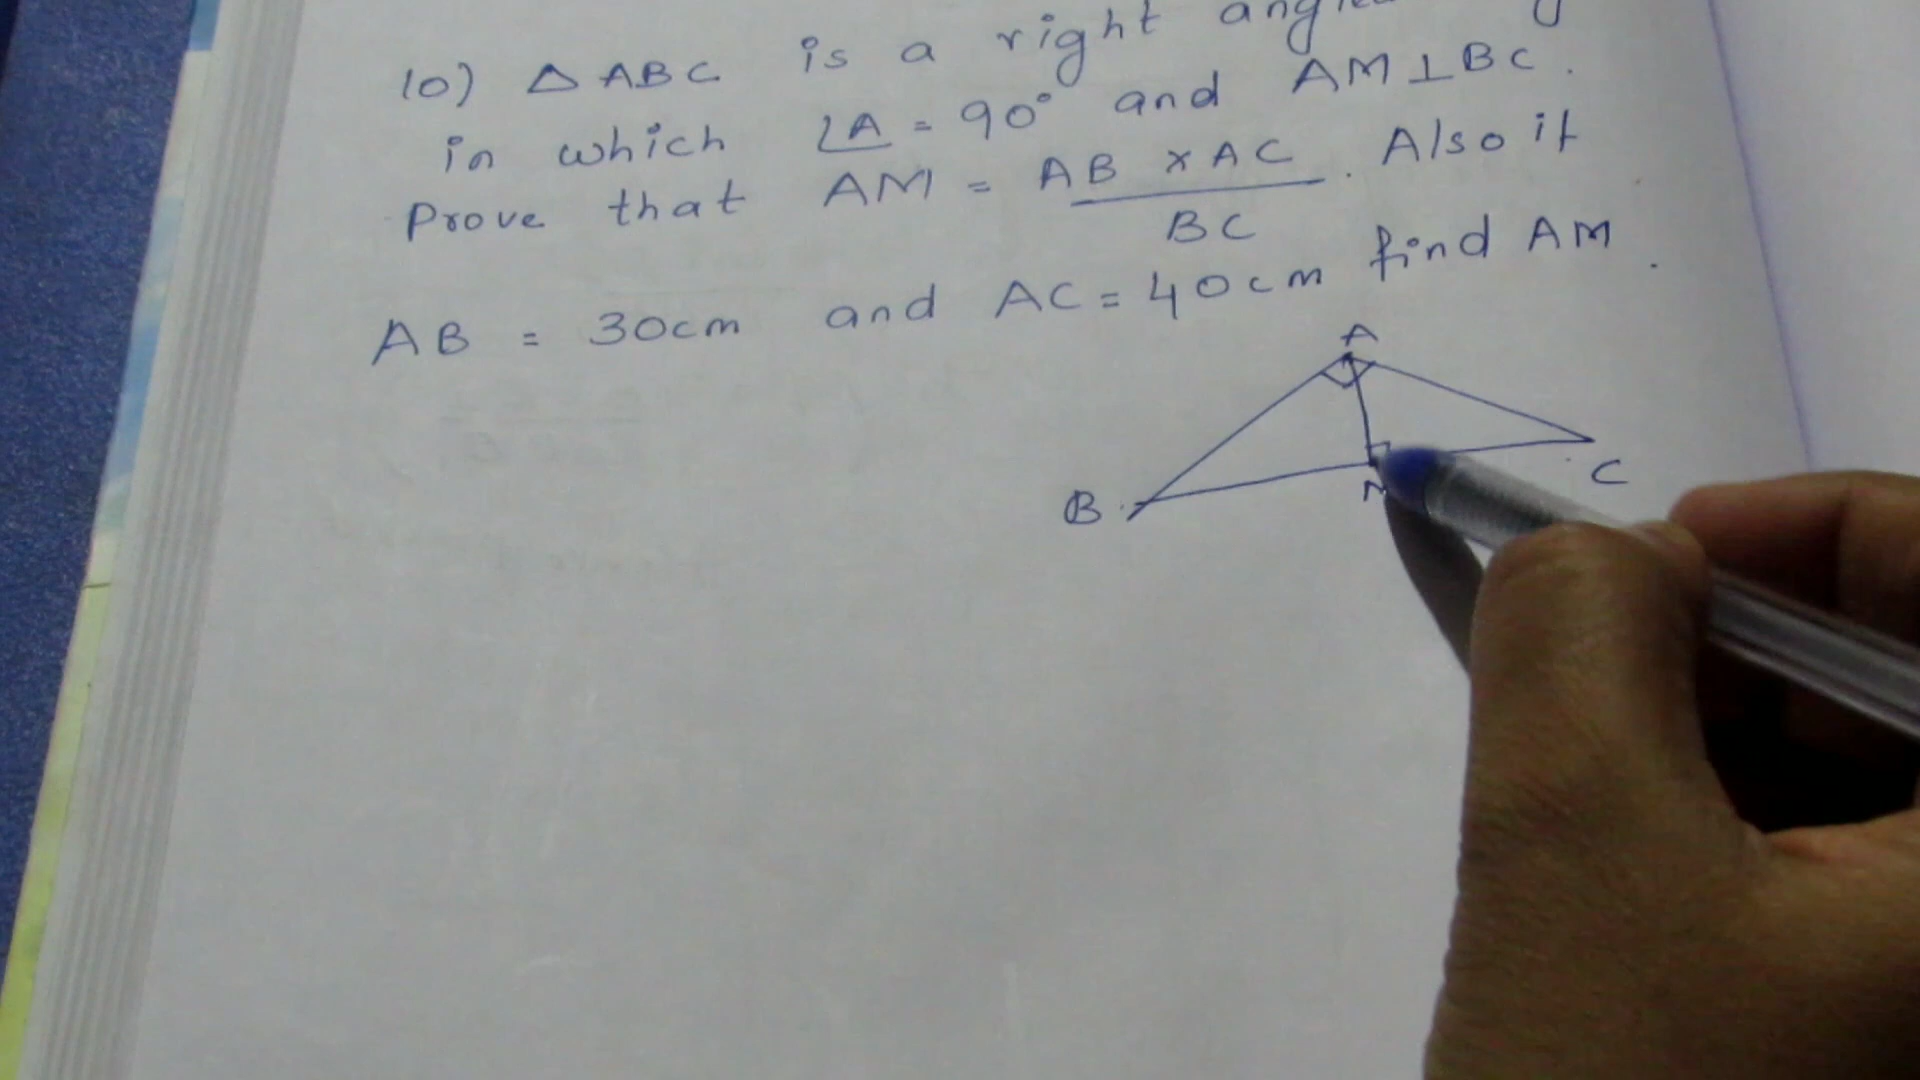 10) △ ABC is a right
in which ∠A = 90° and AM ⊥ BC.
Prove that AM = AB × AC / BC. Also if
AB = 30cm and AC = 40cm find AM.
A
B
M
C